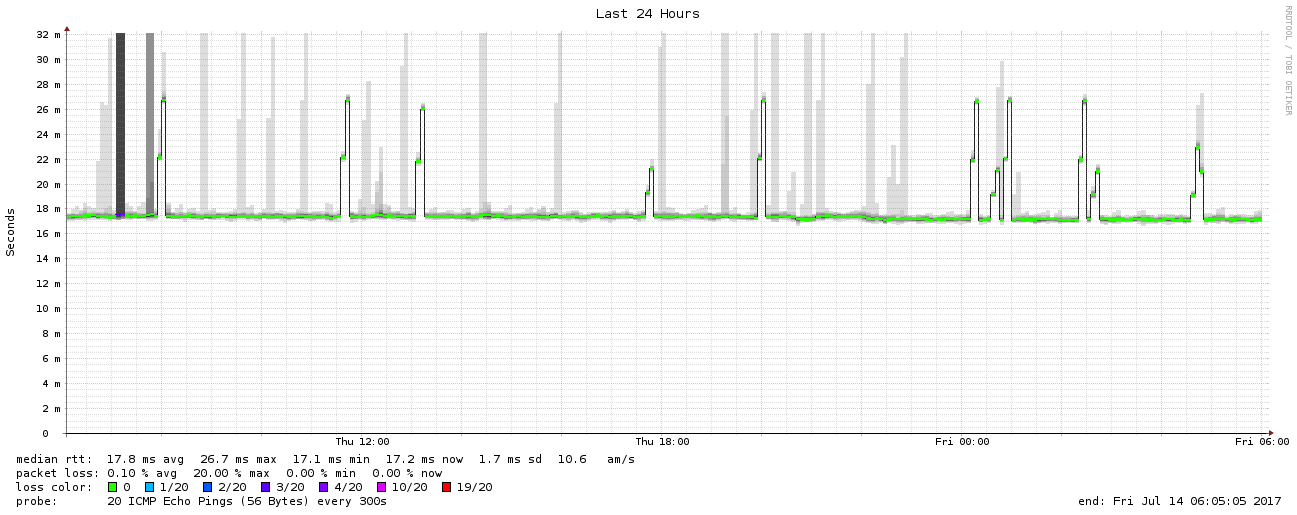 Last 24 Hours
RRDTOOL / TOBI OETIKER
Seconds
32 m
30 m
28 m
26 m
24 m
22 m
20 m
18 m
16 m
14 m
12 m
10 m
8 m
6 m
4 m
2 m
0
Thu 12:00 Thu 18:00 Fri 00:00 Fri 06:00
median rtt: 17.8 ms avg 26.7 ms max 17.1 ms min 17.2 ms now 1.7 ms sd 10.6 am/s
packet loss: 0.10 % avg 20.00 % max 0.00 % min 0.00 % now
loss color: 0 1/20 2/20 3/20 4/20 10/20 19/20
probe: 20 ICMP Echo Pings (56 Bytes) every 300s end: Fri Jul 14 06:05:05 2017